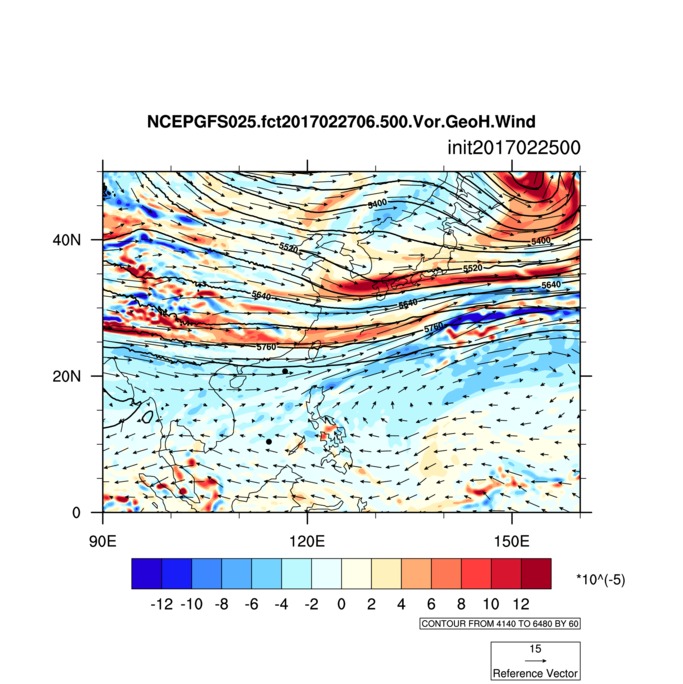 NCEPGFS025.fct2017022706.500.Vor.GeoH.Wind
init2017022500
5400
5400
40N
5520
5520
5640
5640
5640
5760
5760
20N
0
90E 120E 150E
-12 -10 -8 -6 -4 -2 0 2 4 6 8 10 12
*10^(-5)
CONTOUR FROM 4140 TO 6480 BY 60
15
Reference Vector